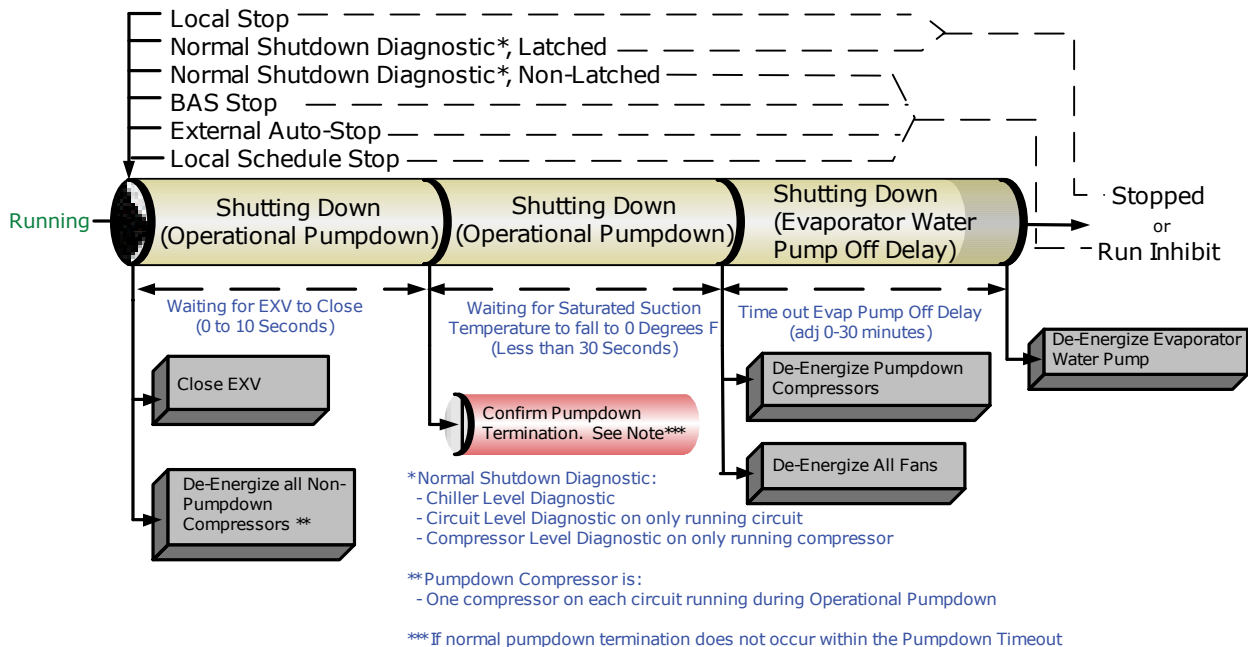 Local Stop
Normal Shutdown Diagnostic*, Latched
Normal Shutdown Diagnostic*, Non-Latched
BAS Stop
External Auto-Stop
Local Schedule Stop
Running
Shutting Down
(Operational Pumpdown)
Shutting Down
(Operational Pumpdown)
Shutting Down
(Evaporator Water
Pump Off Delay)
Stopped
or
Run Inhibit
Waiting for EXV to Close
(0 to 10 Seconds)
Waiting for Saturated Suction
Temperature to fall to 0 Degrees F
(Less than 30 Seconds)
Time out Evap Pump Off Delay
(adj 0-30 minutes)
De-Energize Evaporator
Water Pump
Close EXV
De-Energize all Non-
Pumpdown
Compressors **
Confirm Pumpdown
Termination. See Note***
De-Energize Pumpdown
Compressors
De-Energize All Fans
*Normal Shutdown Diagnostic:
- Chiller Level Diagnostic
- Circuit Level Diagnostic on only running circuit
- Compressor Level Diagnostic on only running compressor
**Pumpdown Compressor is:
- One compressor on each circuit running during Operational Pumpdown
***If normal pumpdown termination does not occur within the Pumpdown Timeout